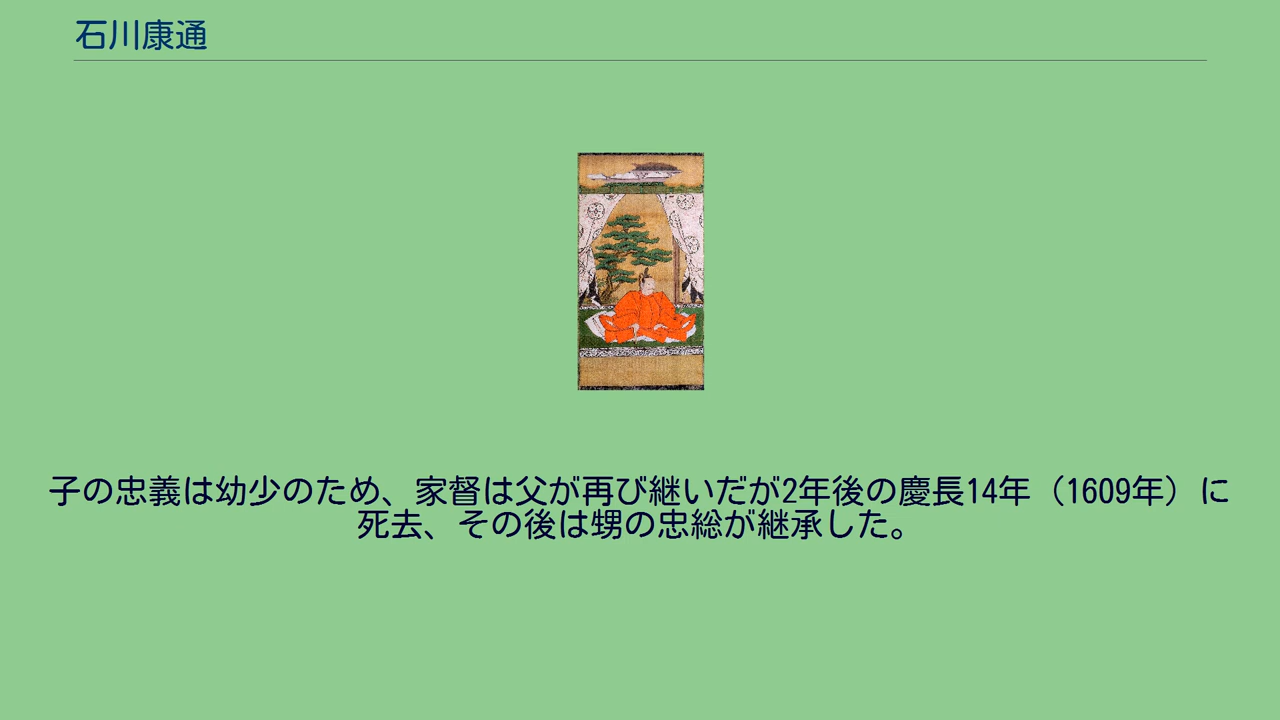 石川康通
子の忠義は幼少のため、家督は父が再び継いだが2年後の慶長14年（1609年）に
死去、その後は甥の忠総が継承した。